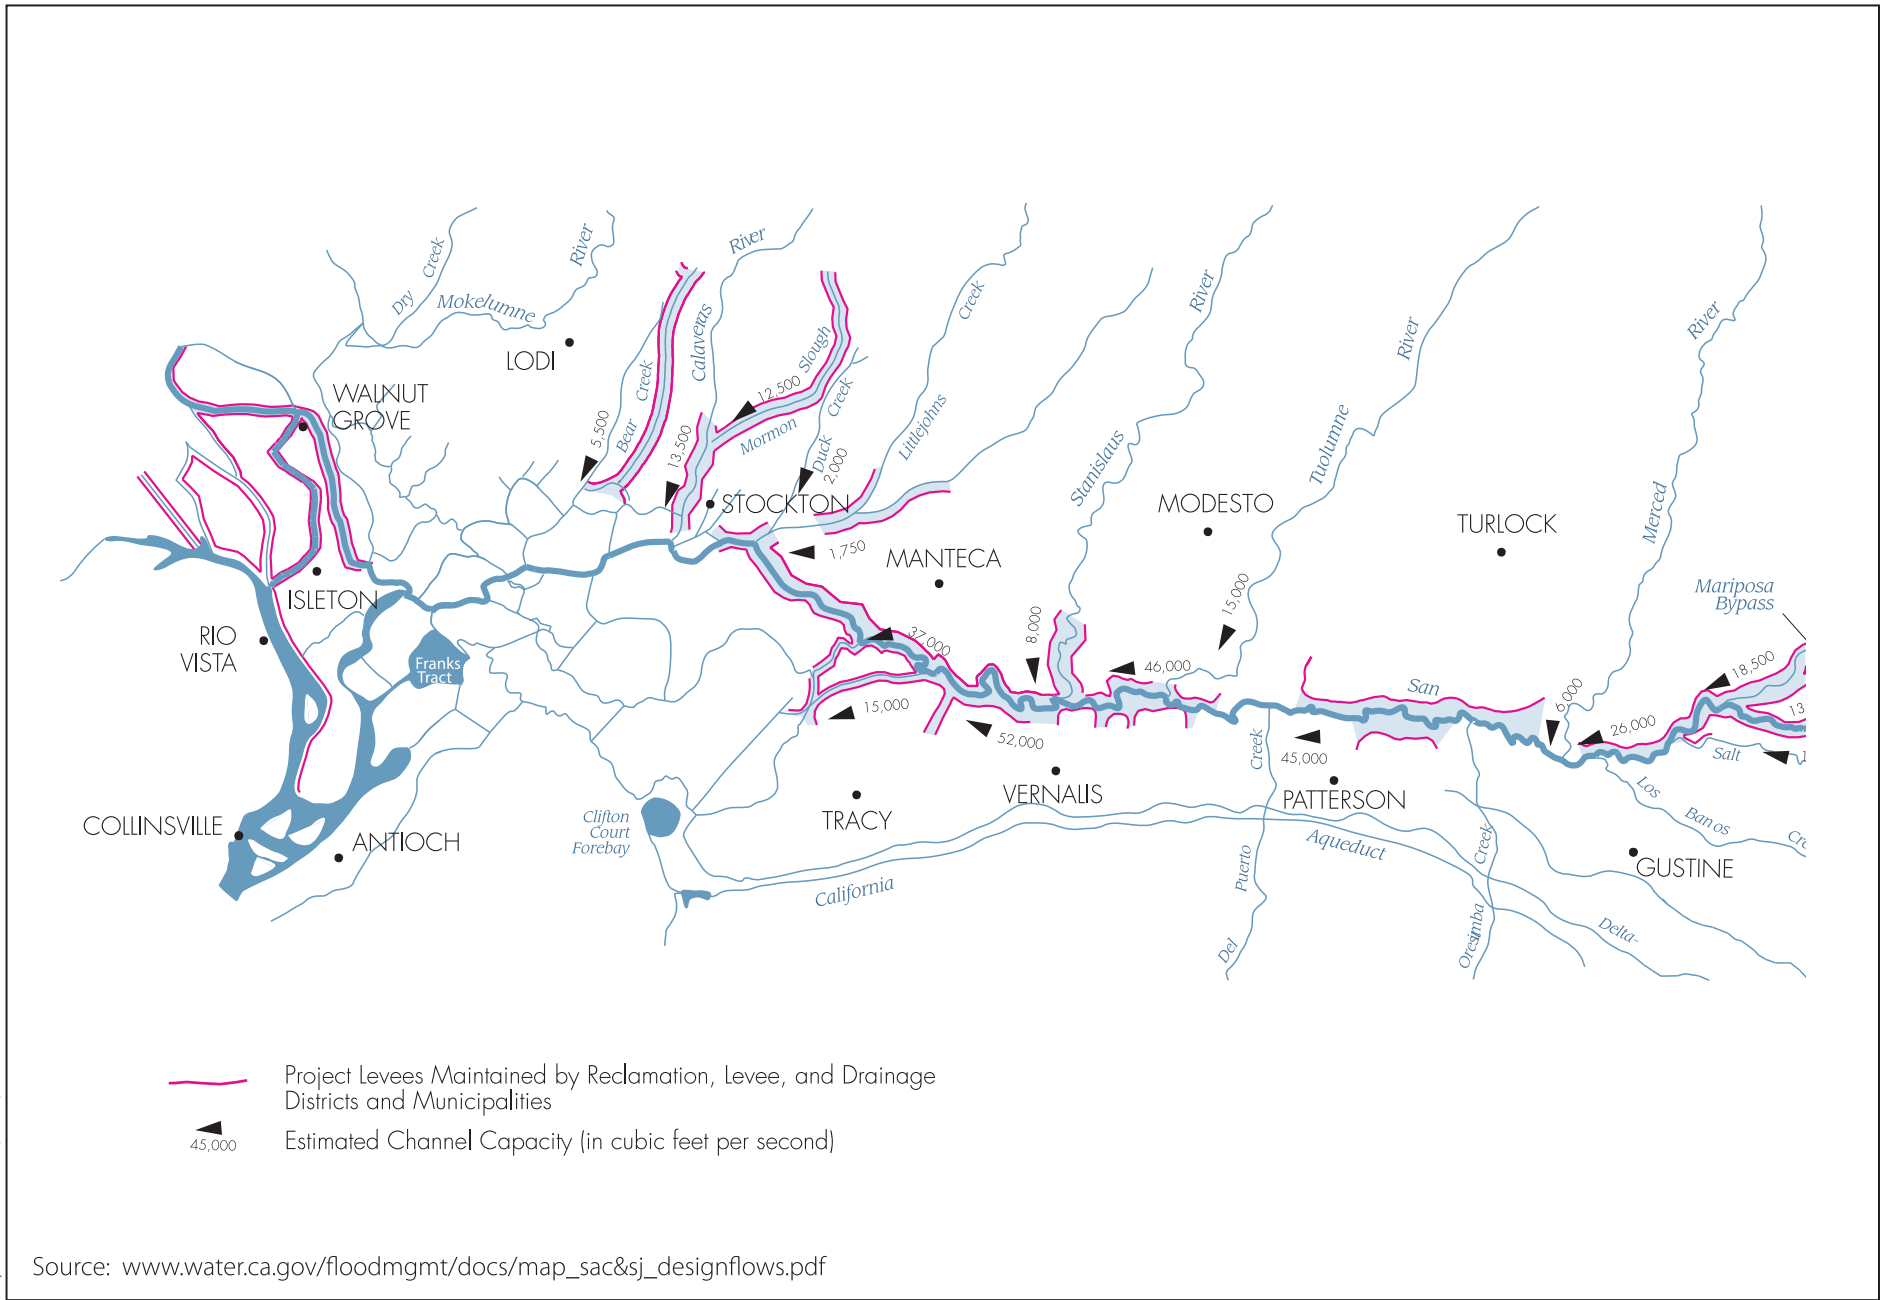 Dry
Creek
Mokelumne
River
LODI
WALNUT
GROVE
ISLETON
RIO
VISTA
Franks
Tract
COLLINSVILLE
ANTIOCH
5,500
Bear
Creek
Calaveras
River
13,500
12,500
Mormon
Slough
Duck
Creek
2,000
STOCKTON
Littlejohns
Creek
1,750
MANTECA
37,000
15,000
52,000
8,000
Stanislaus
River
46,000
MODESTO
15,000
Tuolumne
River
TURLOCK
Merced
River
Mariposa
Bypass
18,500
13
San
6,000
26,000
Salt
1
Los
Banos
Cre
45,000
VERNALIS
PATTERSON
TRACY
GUSTINE
Clifton
Court
Forebay
California
Aqueduct
Delta-
Del
Puerto
Creek
Orestimba
Creek
Project Levees Maintained by Reclamation, Levee, and Drainage
Districts and Municipalities
45,000
Estimated Channel Capacity (in cubic feet per second)
Source: www.water.ca.gov/floodmgmt/docs/map_sac&sj_designflows.pdf